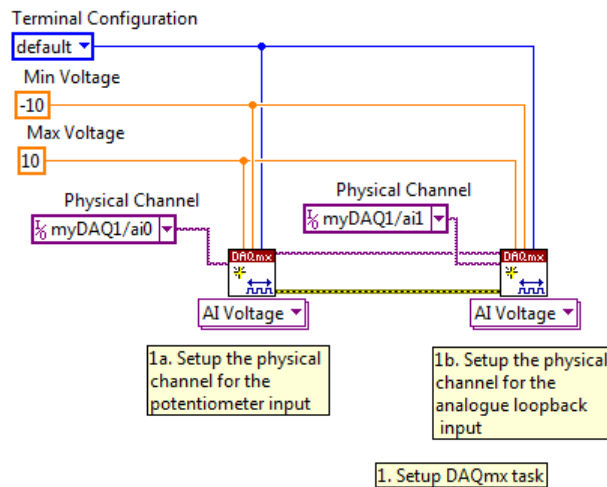 Terminal Configuration
default
Min Voltage
-10
Max Voltage
10
Physical Channel
I/0 myDAQ1/ai0
Physical Channel
I/0 myDAQ1/ai1
DAQmx
AI Voltage
DAQmx
AI Voltage
1a. Setup the physical
channel for the
potentiometer input
1b. Setup the physical
channel for the
analogue loopback
input
1. Setup DAQmx task